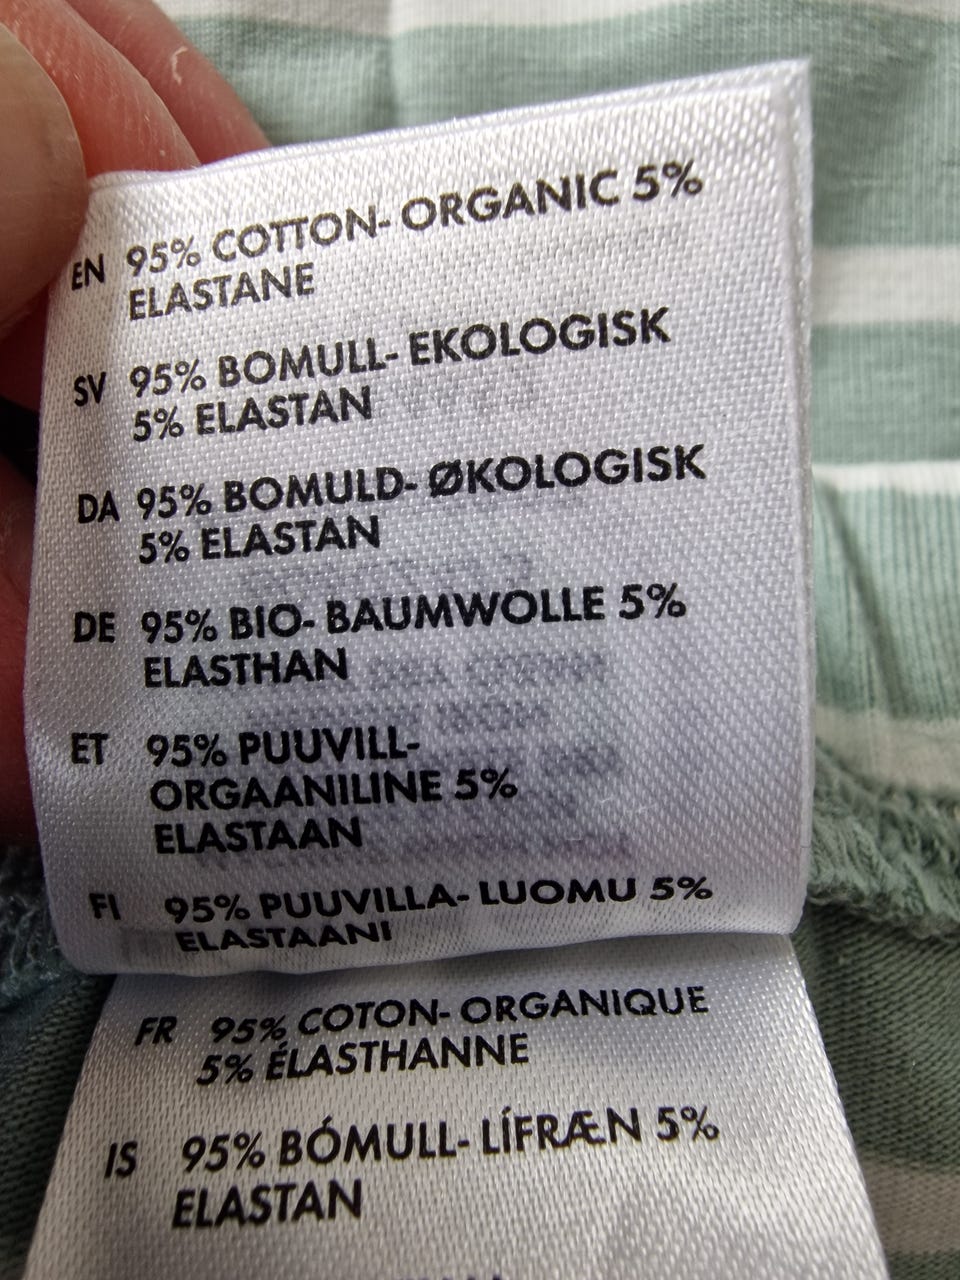 EN 95% COTTON- ORGANIC 5%
ELASTANE
SV 95% BOMULL- EKOLOGISK
5% ELASTAN
DA 95% BOMULD- ØKOLOGISK
5% ELASTAN
DE 95% BIO- BAUMWOLLE 5%
ELASTHAN
ET 95% PUUVILL-
ORGAANILINE 5%
ELASTAAN
FI 95% PUUVILLA- LUOMU 5%
ELASTAANI
FR 95% COTON- ORGANIQUE
5% ÉLASTHANNE
IS 95% BÓMULL- LÍFRÆN 5%
ELASTAN